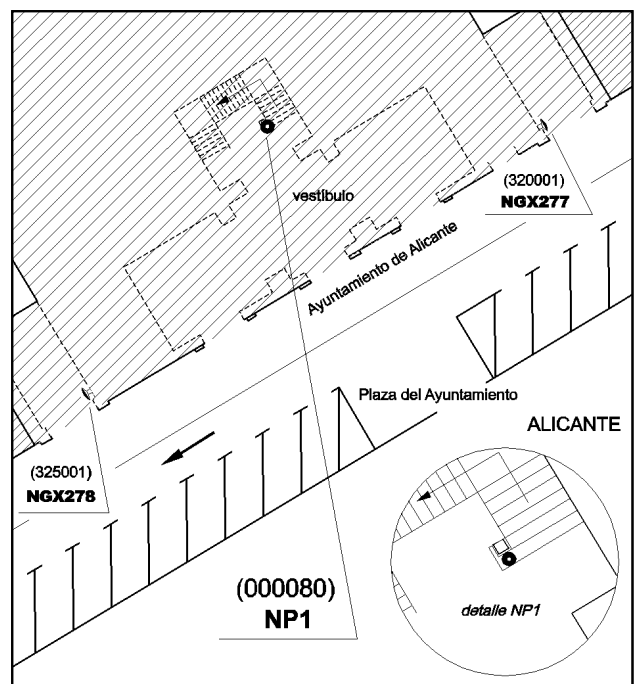 (320001)
NGX277
vestíbulo
Ayuntamiento de Alicante
Plaza del Ayuntamiento
ALICANTE
(325001)
NGX278
(000080)
NP1
detalle NP1